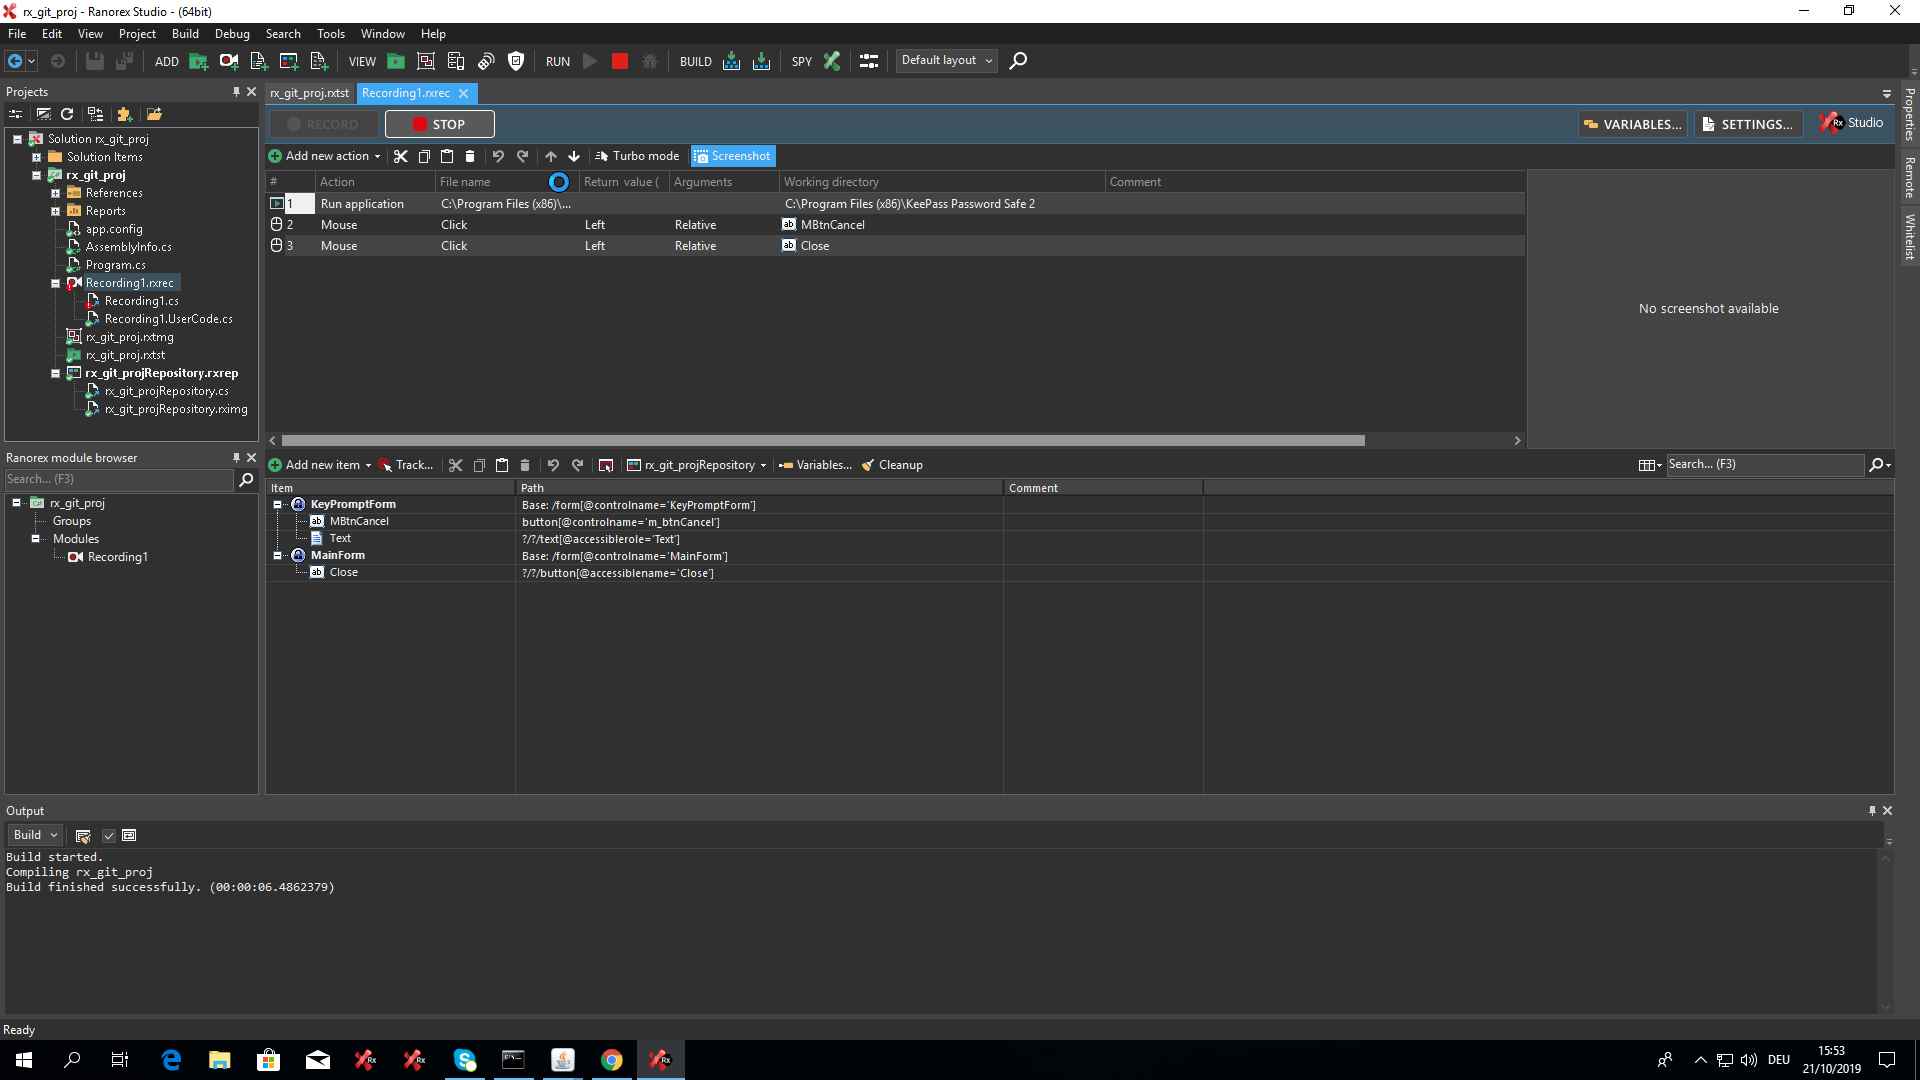 rx_git_proj - Ranorex Studio - (64bit)
File Edit View Project Build Debug Search Tools Window Help
ADD VIEW RUN BUILD SPY Default layout
Projects
rx_git_proj.rxtst Recording1.rxrec
RECORD STOP VARIABLES... SETTINGS... Rx Studio
Properties
Remote
Whitelist
Solution rx_git_proj
Solution Items
rx_git_proj
References
Reports
app.config
AssemblyInfo.cs
Program.cs
Recording1.rxrec
Recording1.cs
Recording1.UserCode.cs
rx_git_proj.rxtmg
rx_git_proj.rxtst
rx_git_projRepository.rxrep
rx_git_projRepository.cs
rx_git_projRepository.rximg
Add new action Turbo mode Screenshot
# Action File name Return value ( Arguments Working directory Comment
1 Run application C:\Program Files (x86)\... C:\Program Files (x86)\KeePass Password Safe 2
2 Mouse Click Left Relative ab MBtnCancel
3 Mouse Click Left Relative ab Close
No screenshot available
Ranorex module browser
Search... (F3)
rx_git_proj
Groups
Modules
Recording1
Add new item Track... rx_git_projRepository Variables... Cleanup Search... (F3)
Item Path Comment
KeyPromptForm Base: /form[@controlname='KeyPromptForm']
ab MBtnCancel button[@controlname='m_btnCancel']
Text ?/?/text[@accessiblerole='Text']
MainForm Base: /form[@controlname='MainForm']
ab Close ?/?/button[@accessiblename='Close']
Output
Build
Build started.
Compiling rx_git_proj
Build finished successfully. (00:00:06.4862379)
Ready
Rx Rx Rx
DEU
15:53
21/10/2019